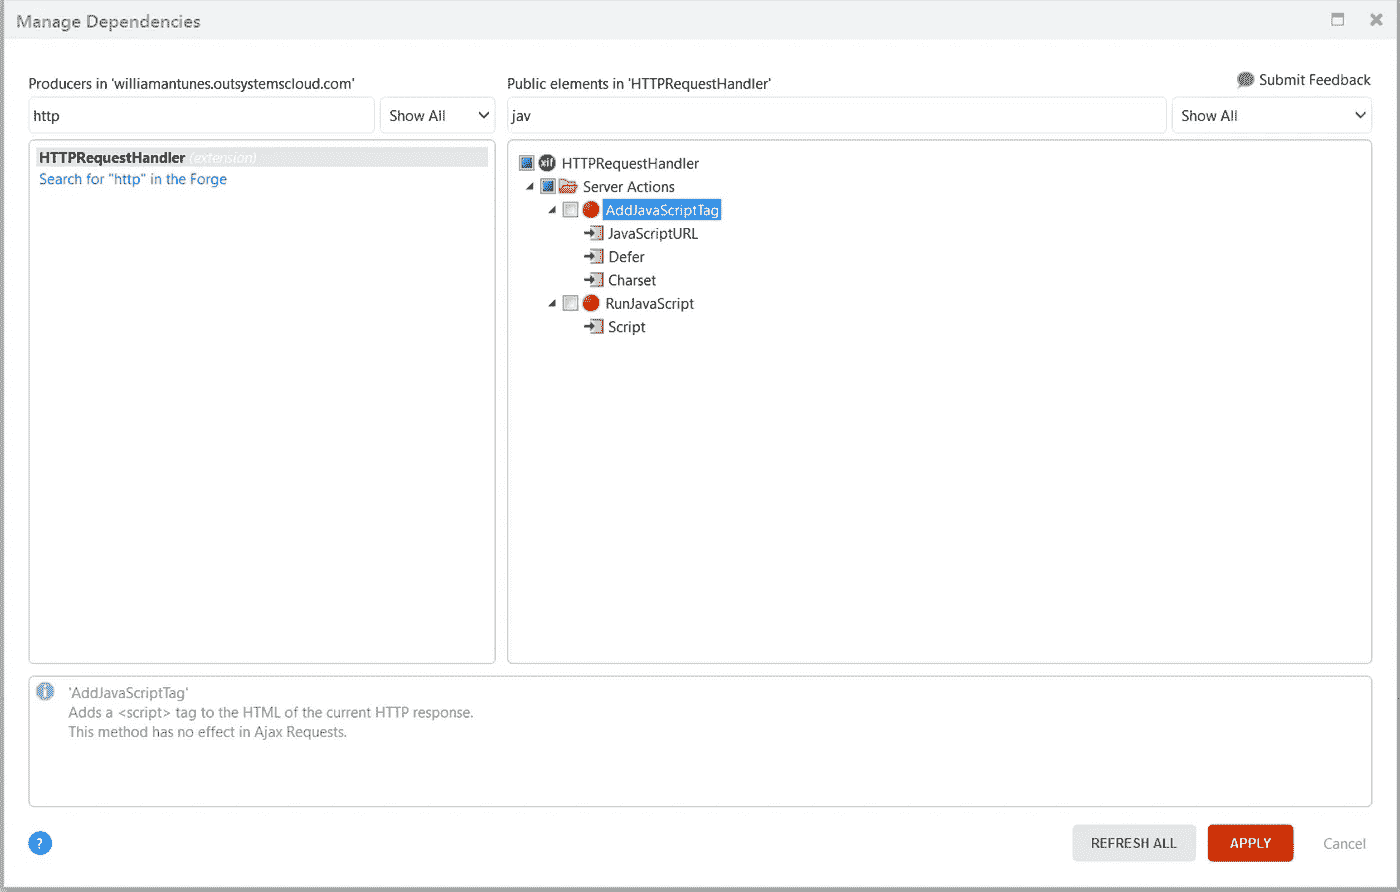 Manage Dependencies
Submit Feedback
Producers in 'williamantunes.outsystemscloud.com'
Public elements in 'HTTPRequestHandler'
http
Show All
jav
Show All
HTTPRequestHandler (extension)
Search for "http" in the Forge
xif HTTPRequestHandler
Server Actions
AddJavaScriptTag
JavaScriptURL
Defer
Charset
RunJavaScript
Script
'AddJavaScriptTag'
Adds a <script> tag to the HTML of the current HTTP response.
This method has no effect in Ajax Requests.
?
REFRESH ALL
APPLY
Cancel